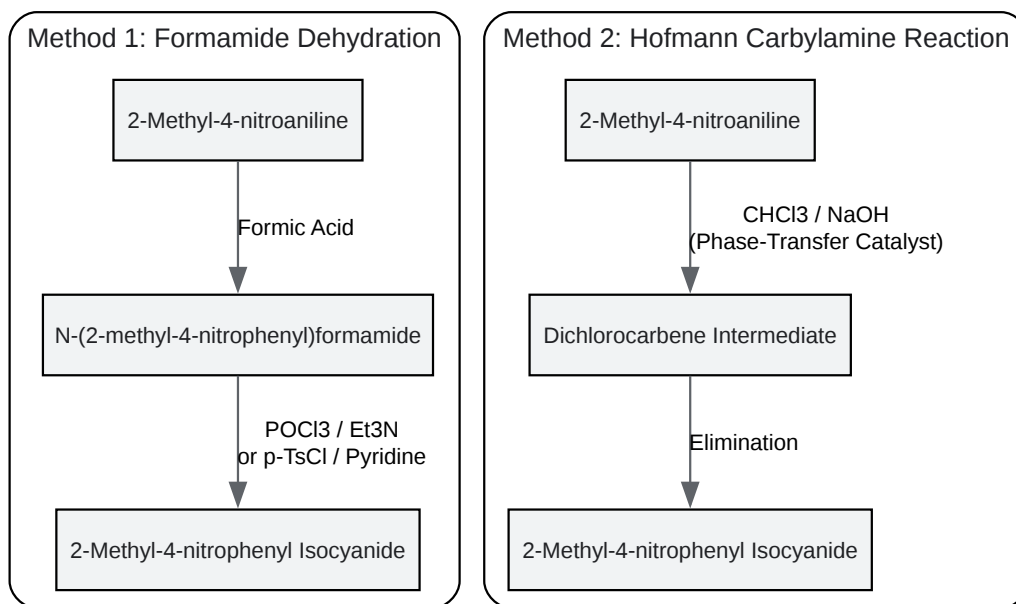 Method 1: Formamide Dehydration
2-Methyl-4-nitroaniline
Formic Acid
N-(2-methyl-4-nitrophenyl)formamide
POCl3 / Et3N
or p-TsCl / Pyridine
2-Methyl-4-nitrophenyl Isocyanide
Method 2: Hofmann Carbylamine Reaction
2-Methyl-4-nitroaniline
CHCl3 / NaOH
(Phase-Transfer Catalyst)
Dichlorocarbene Intermediate
Elimination
2-Methyl-4-nitrophenyl Isocyanide